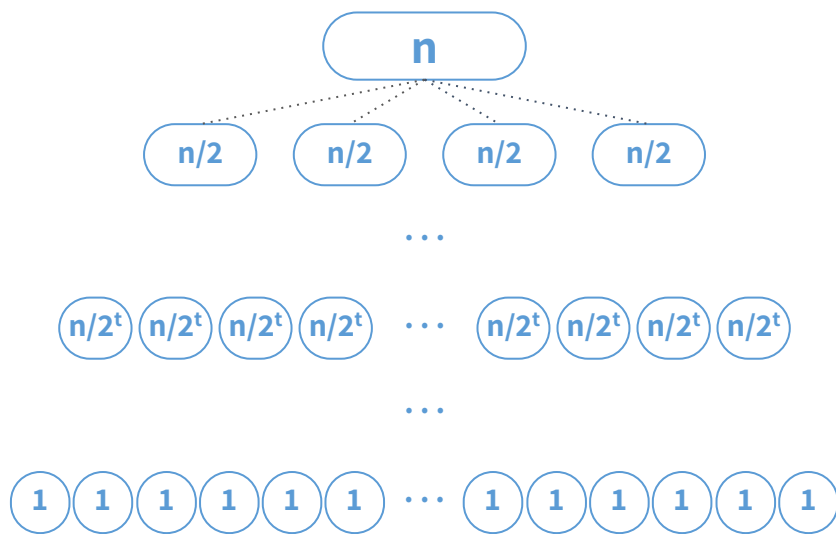 n
n/2 n/2 n/2 n/2
...
n/2ᵗ n/2ᵗ n/2ᵗ n/2ᵗ ... n/2ᵗ n/2ᵗ n/2ᵗ n/2ᵗ
...
1 1 1 1 1 1 ... 1 1 1 1 1 1